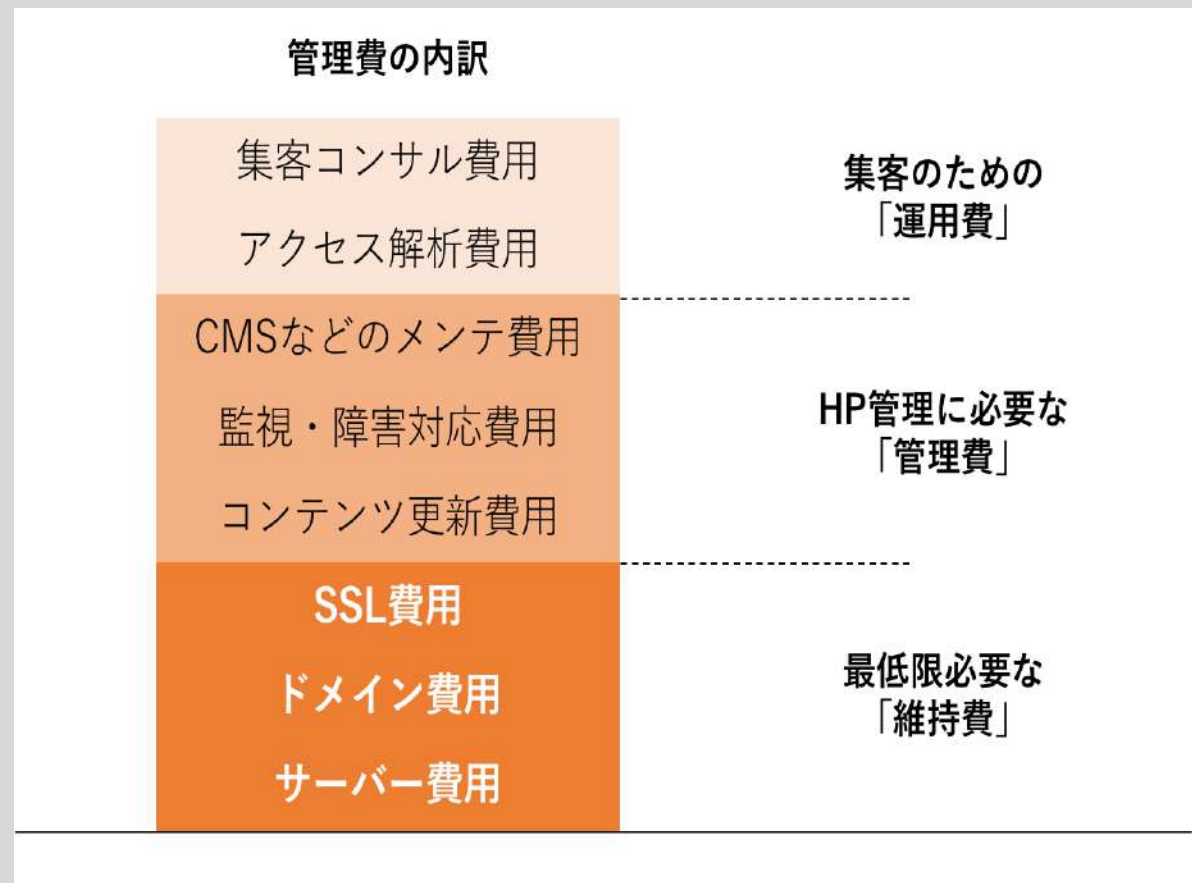 管理費の内訳
集客コンサル費用
アクセス解析費用
集客のための
「運用費」
CMSなどのメンテ費用
監視・障害対応費用
コンテンツ更新費用
HP管理に必要な
「管理費」
SSL費用
ドメイン費用
サーバー費用
最低限必要な
「維持費」